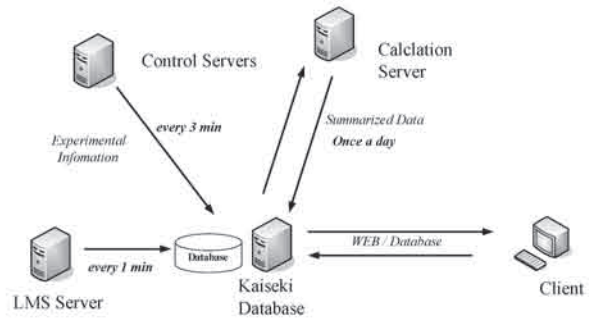 Control Servers
Calclation
Server
Experimental
Infomation
every 3 min
Summarized Data
Once a day
every 1 min
Database
WEB / Database
LMS Server
Kaiseki
Database
Client